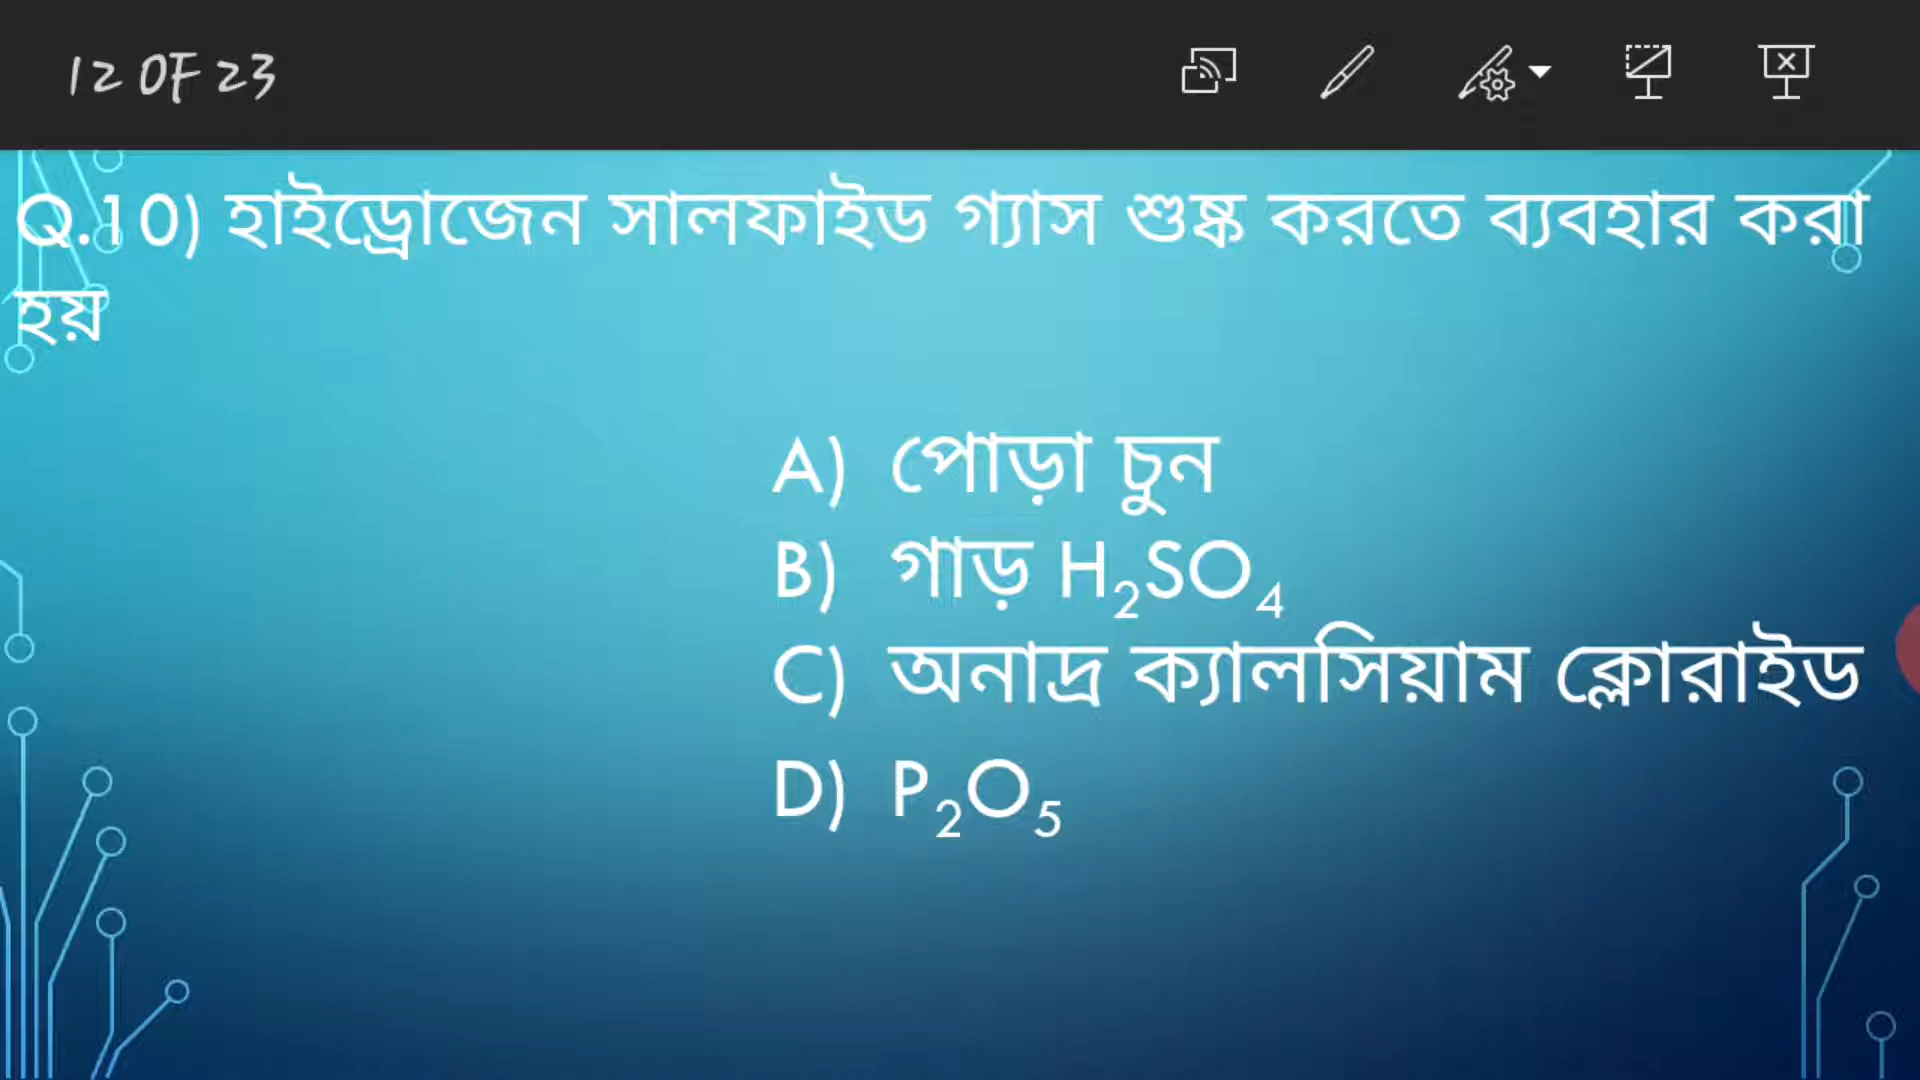 12 OF 23
Q.10) হাইড্রোজেন সালফাইড গ্যাস শুষ্ক করতে ব্যবহার করা
হয়
A) পোড়া চুন
B) গাড় H₂SO₄
C) অনাদ্র ক্যালসিয়াম ক্লোরাইড
D) P₂O₅